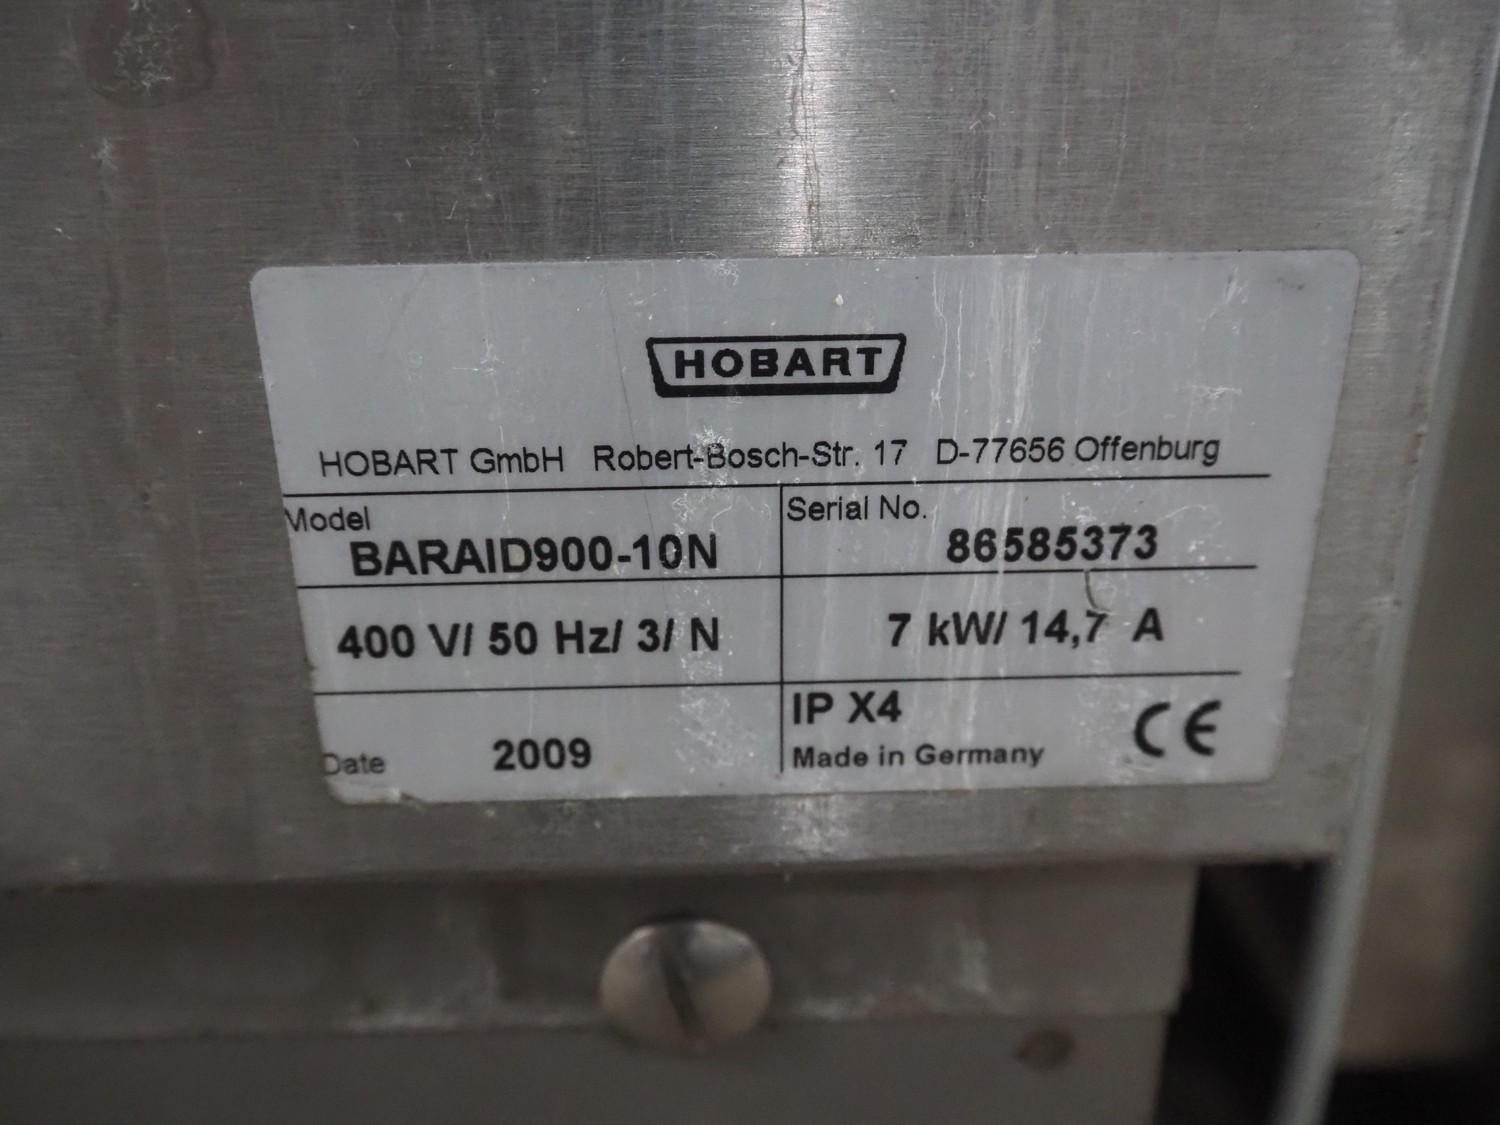 HOBART
HOBART GmbH Robert-Bosch-Str. 17 D-77656 Offenburg
Model
BARAID900-10N
Serial No.
86585373
400 V/ 50 Hz/ 3/ N
7 kW/ 14,7 A
Date 2009
IP X4
Made in Germany
CE